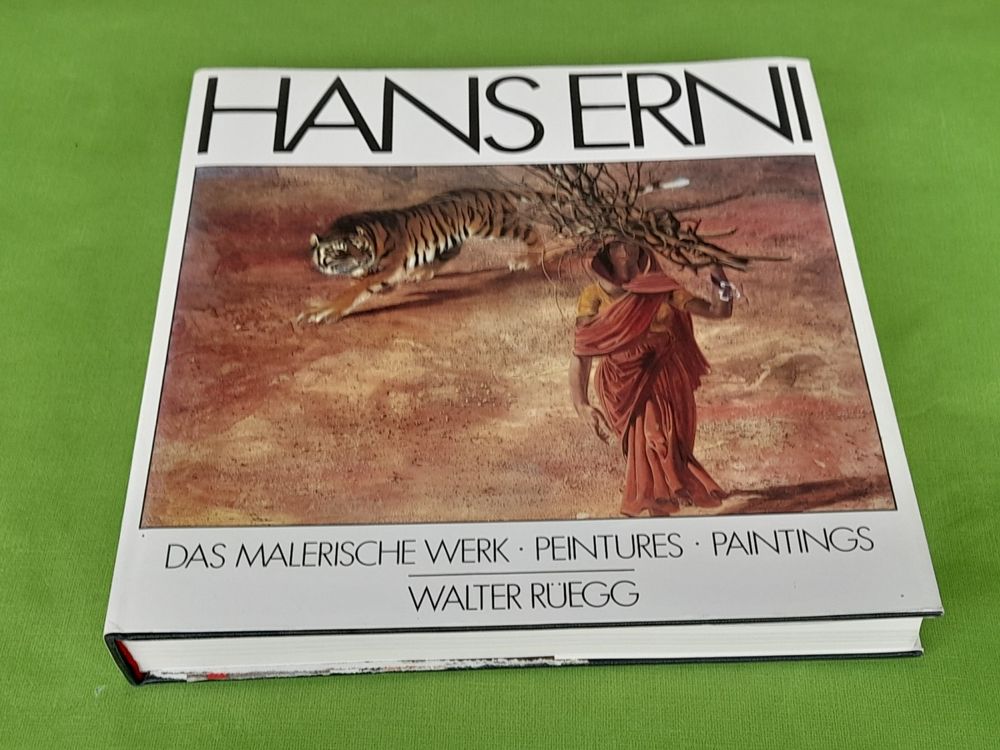 HANS ERNI
DAS MALERISCHE WERK · PEINTURES · PAINTINGS
WALTER RÜEGG